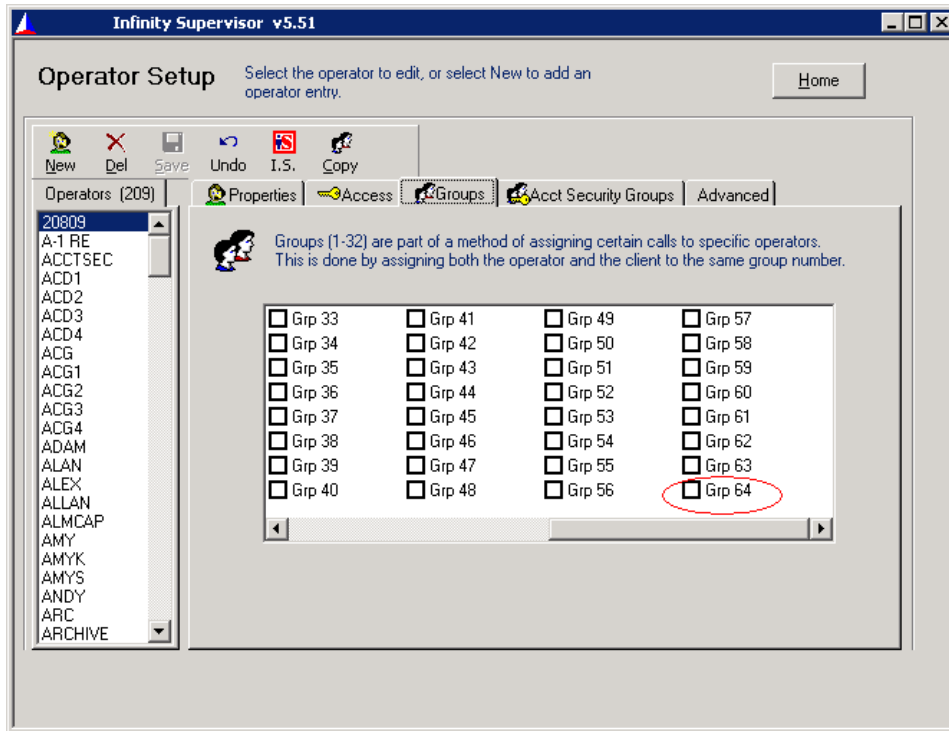 Infinity Supervisor v5.51
Operator Setup
Select the operator to edit, or select New to add an
operator entry.
Home
New Del Save Undo I.S. Copy
Operators (209)
Properties Access Groups Acct Security Groups Advanced
20809
A-1 RE
ACCTSEC
ACD1
ACD2
ACD3
ACD4
ACG
ACG1
ACG2
ACG3
ACG4
ADAM
ALAN
ALEX
ALLAN
ALMCAP
AMY
AMYK
AMYS
ANDY
ARC
ARCHIVE
Groups (1-32) are part of a method of assigning certain calls to specific operators.
This is done by assigning both the operator and the client to the same group number.
Grp 33 Grp 41 Grp 49 Grp 57
Grp 34 Grp 42 Grp 50 Grp 58
Grp 35 Grp 43 Grp 51 Grp 59
Grp 36 Grp 44 Grp 52 Grp 60
Grp 37 Grp 45 Grp 53 Grp 61
Grp 38 Grp 46 Grp 54 Grp 62
Grp 39 Grp 47 Grp 55 Grp 63
Grp 40 Grp 48 Grp 56 Grp 64